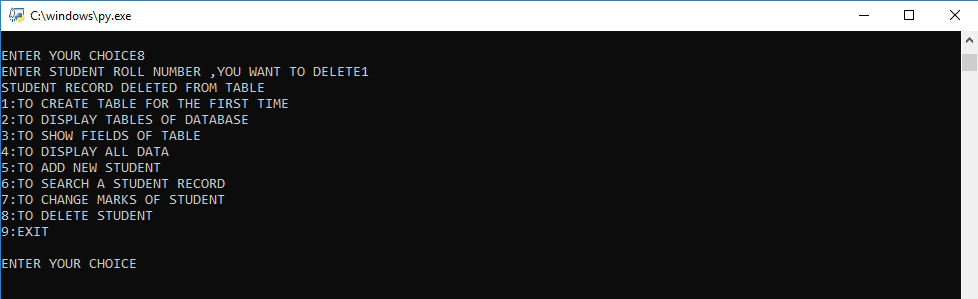 C:\windows\py.exe
ENTER YOUR CHOICE8
ENTER STUDENT ROLL NUMBER ,YOU WANT TO DELETE1
STUDENT RECORD DELETED FROM TABLE
1:TO CREATE TABLE FOR THE FIRST TIME
2:TO DISPLAY TABLES OF DATABASE
3:TO SHOW FIELDS OF TABLE
4:TO DISPLAY ALL DATA
5:TO ADD NEW STUDENT
6:TO SEARCH A STUDENT RECORD
7:TO CHANGE MARKS OF STUDENT
8:TO DELETE STUDENT
9:EXIT
ENTER YOUR CHOICE